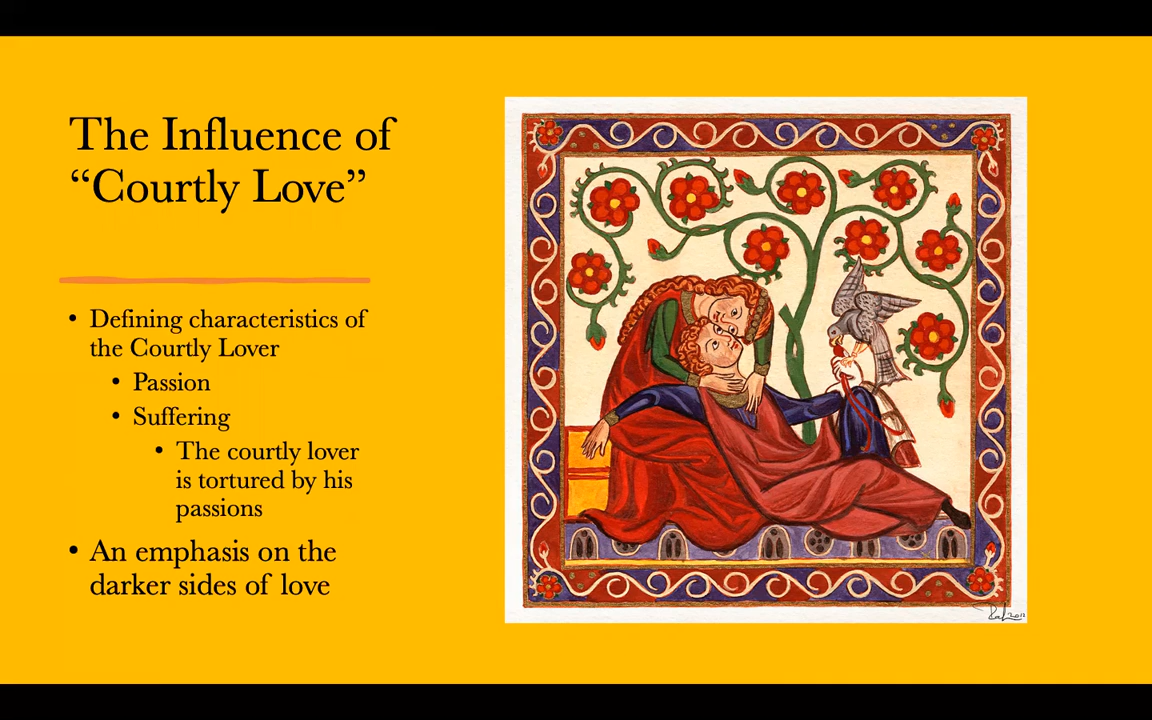 The Influence of
“Courtly Love”
• Defining characteristics of
the Courtly Lover
• Passion
• Suffering
• The courtly lover
is tortured by his
passions
• An emphasis on the
darker sides of love